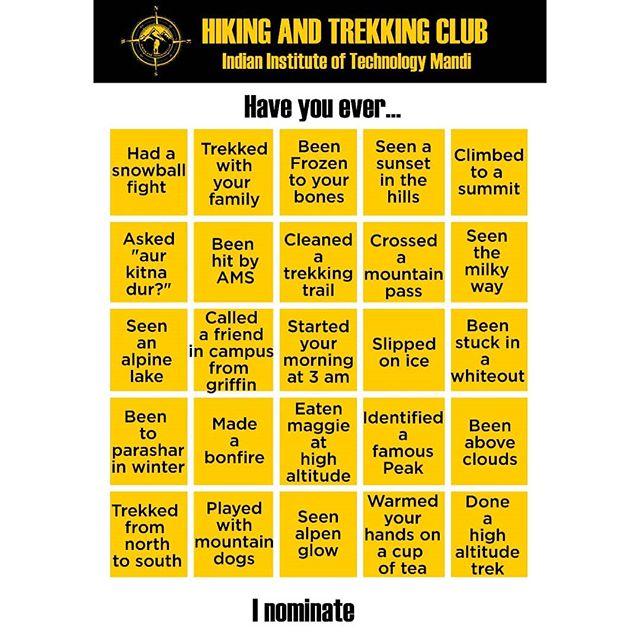 HIKING AND TREKKING CLUB
Indian Institute of Technology Mandi
Have you ever...
Had a
snowball
fight
Trekked
with
your
family
Been
Frozen
to your
bones
Seen a
sunset
in the
hills
Climbed
to a
summit
Asked
"aur
kitna
dur?"
Been
hit by
AMS
Cleaned
a
trekking
trail
Crossed
a
mountain
pass
Seen
the
milky
way
Seen
an
alpine
lake
Called
a friend
in campus
from
griffin
Started
your
morning
at 3 am
Slipped
on ice
Been
stuck in
a
whiteout
Been
to
parashar
in winter
Made
a
bonfire
Eaten
maggie
at
high
altitude
Identified
a
famous
Peak
Been
above
clouds
Trekked
from
north
to south
Played
with
mountain
dogs
Seen
alpen
glow
Warmed
your
hands on
a cup
of tea
Done
a
high
altitude
trek
I nominate